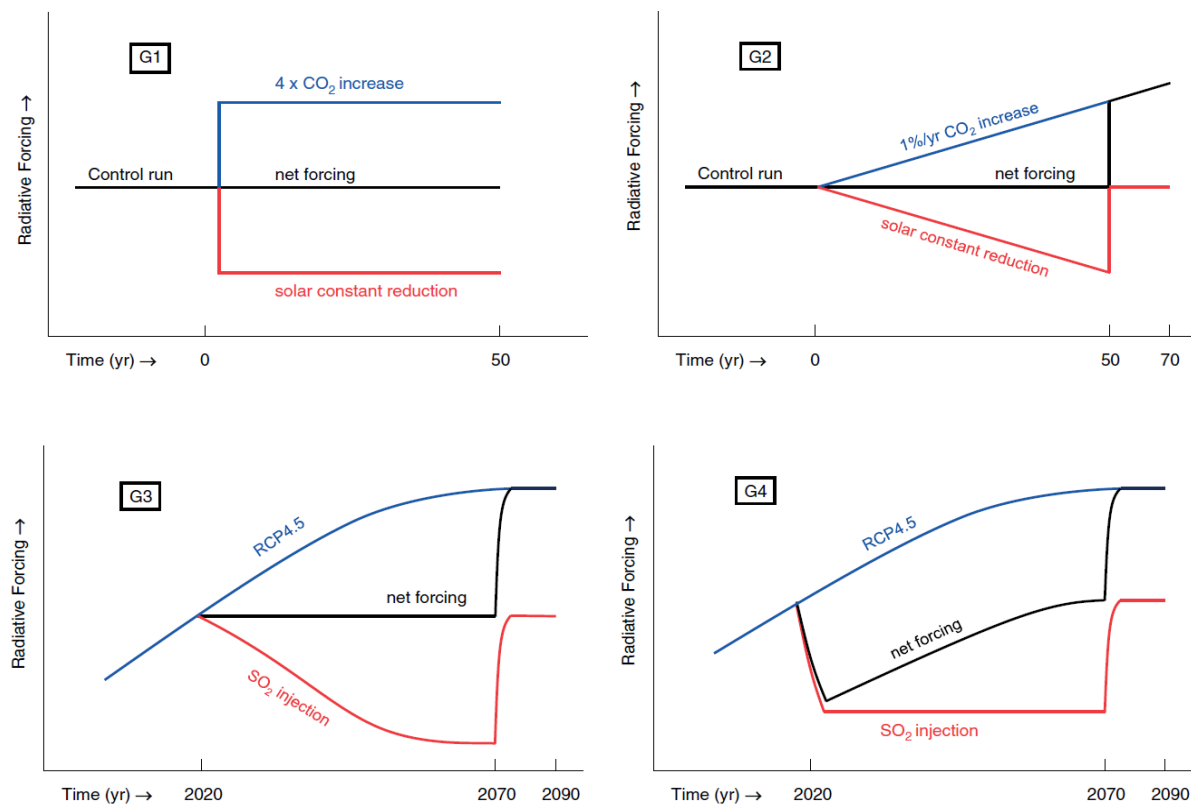 G1
Radiative Forcing →
4 x CO₂ increase
Control run
net forcing
solar constant reduction
Time (yr) →
0
50
G2
Radiative Forcing →
1%/yr CO₂ increase
Control run
net forcing
solar constant reduction
Time (yr) →
0
50
70
G3
Radiative Forcing →
RCP4.5
net forcing
SO₂ injection
Time (yr) →
2020
2070
2090
G4
Radiative Forcing →
RCP4.5
net forcing
SO₂ injection
Time (yr) →
2020
2070
2090